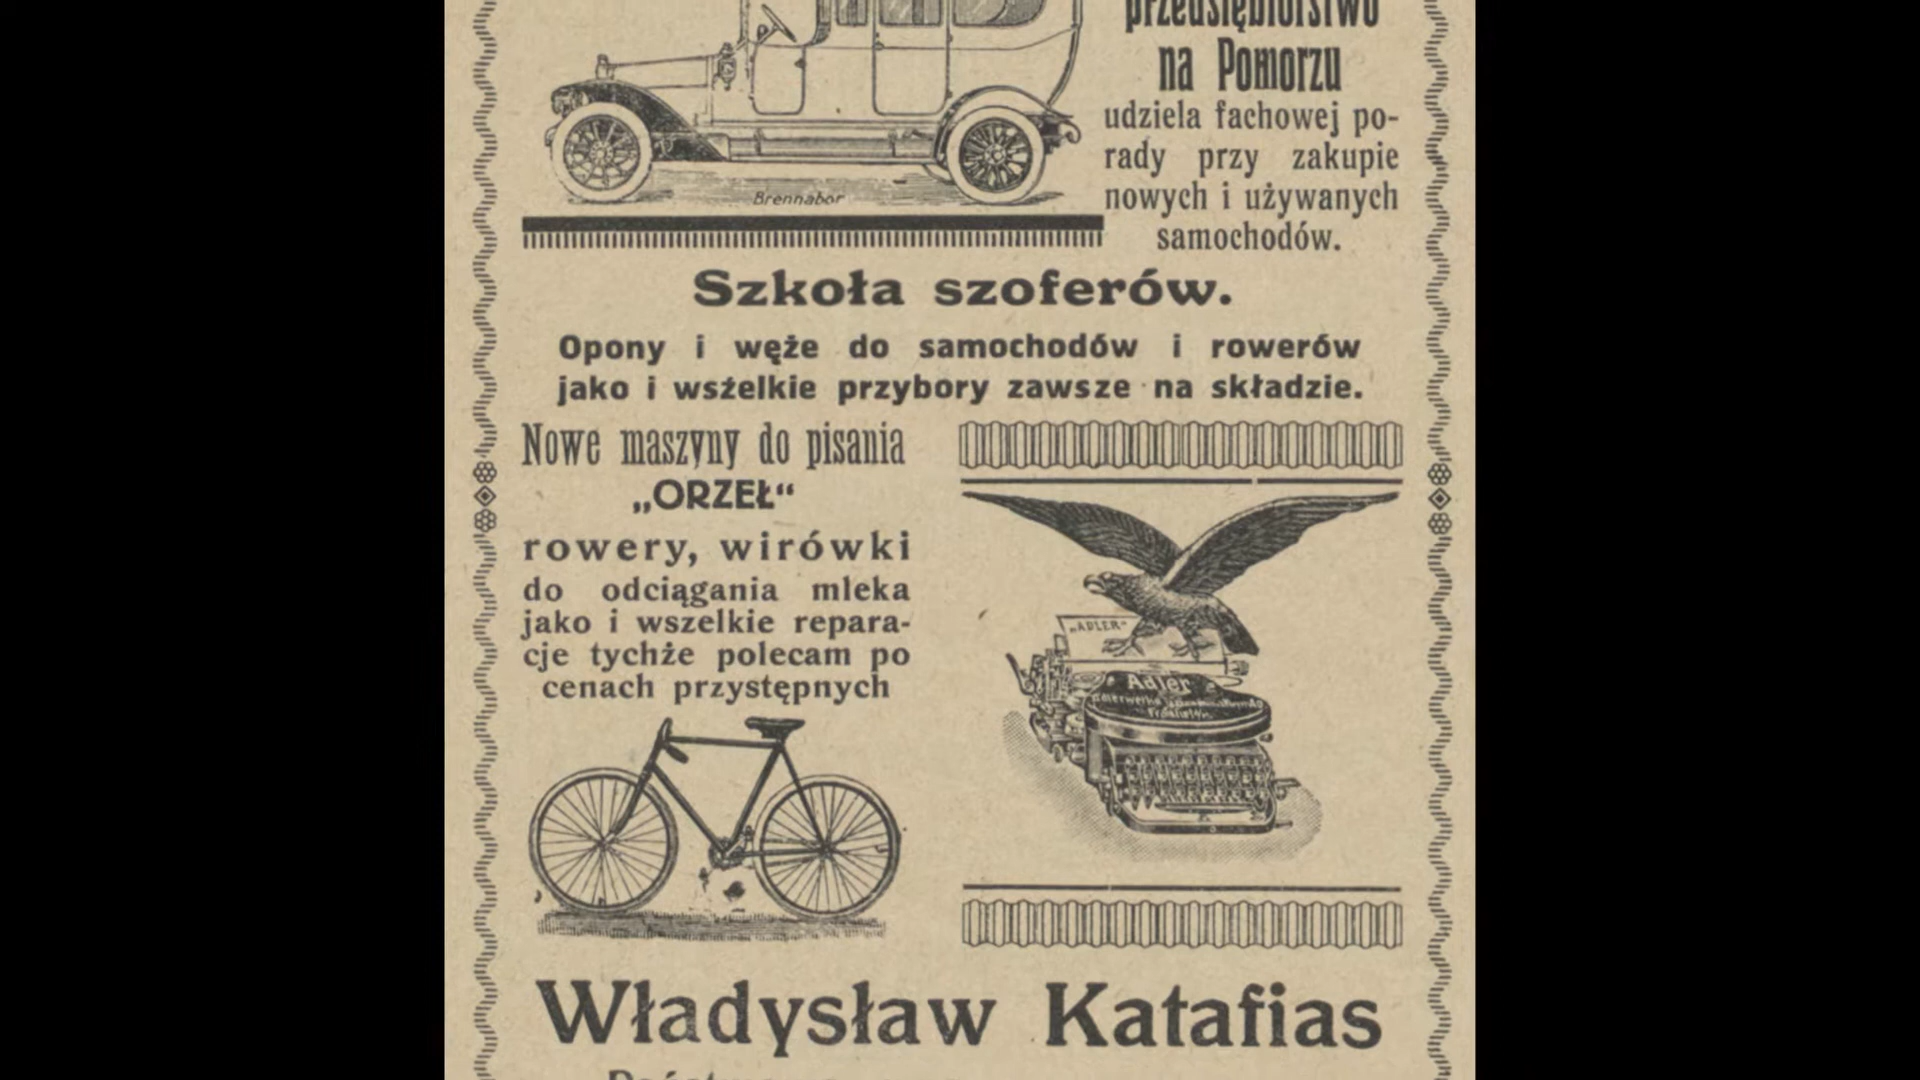 przedsiębiorstwo
na Pomorzu
udziela fachowej po-
rady przy zakupie
nowych i używanych
samochodów.
Brennabor
Szkoła szoferów.
Opony i węże do samochodów i rowerów
jako i wszelkie przybory zawsze na składzie.
Nowe maszyny do pisania
„ORZEŁ“
rowery, wirówki
do odciągania mleka
jako i wszelkie repara-
cje tychże polecam po
cenach przystępnych
„ADLER“
Adler
Władysław Katafias